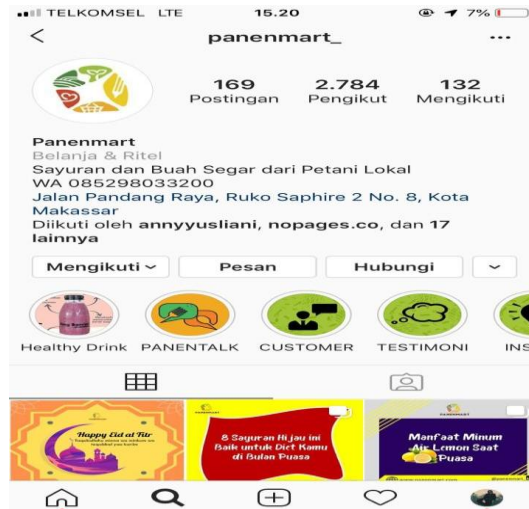 TELKOMSEL LTE 15.20 7%
panenmart_
169 2.784 132
Postingan Pengikut Mengikuti
Panenmart
Belanja & Ritel
Sayuran dan Buah Segar dari Petani Lokal
WA 085298033200
Jalan Pandang Raya, Ruko Saphire 2 No. 8, Kota
Makassar
Diikuti oleh annyyusliani, nopages.co, dan 17
lainnya
Mengikuti Pesan Hubungi
Healthy Drink PANENTALK CUSTOMER TESTIMONI INS
Happy Eid al Fitr
8 Sayuran Hijau ini
Baik untuk Diet Kamu
di Bulan Puasa
Manfaat Minum
Air Lemon Saat
Puasa